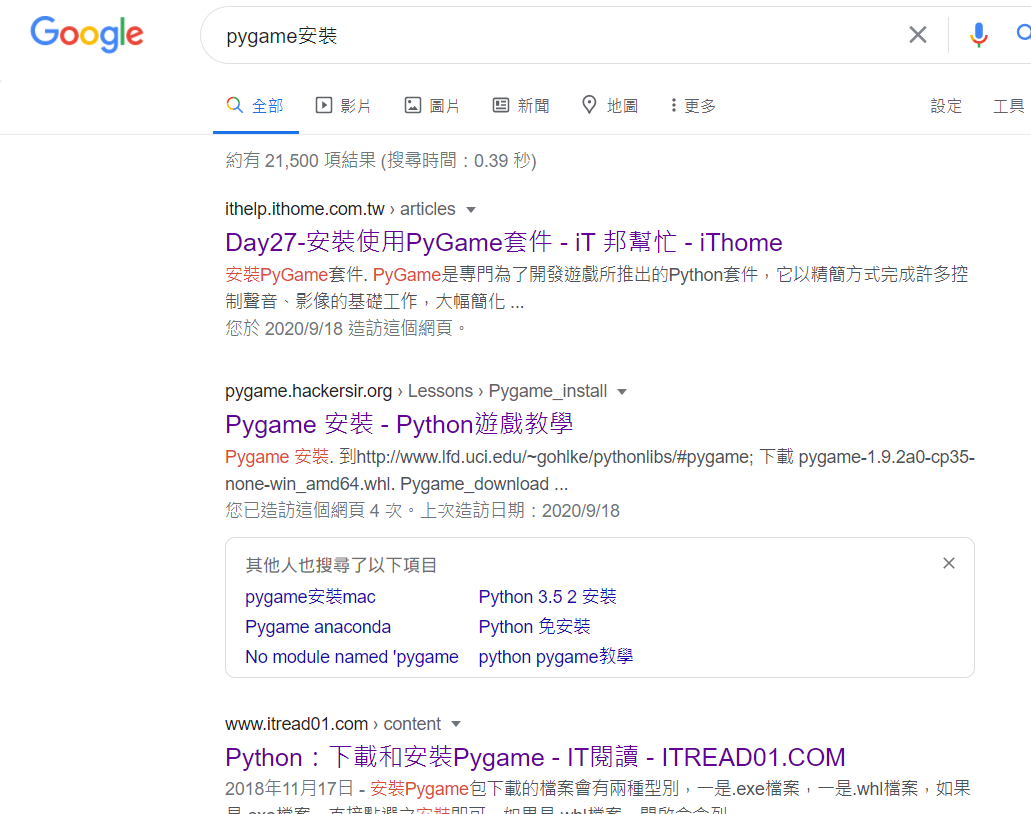 Google
pygame安裝
全部 影片 圖片 新聞 地圖 更多 設定 工具
約有 21,500 項結果 (搜尋時間：0.39 秒)
ithelp.ithome.com.tw › articles
Day27-安裝使用PyGame套件 - iT 邦幫忙 - iThome
安裝PyGame套件. PyGame是專門為了開發遊戲所推出的Python套件，它以精簡方式完成許多控
制聲音、影像的基礎工作，大幅簡化 ...
您於 2020/9/18 造訪這個網頁。
pygame.hackersir.org › Lessons › Pygame_install
Pygame 安裝 - Python遊戲教學
Pygame 安裝. 到http://www.lfd.uci.edu/~gohlke/pythonlibs/#pygame; 下載 pygame-1.9.2a0-cp35-
none-win_amd64.whl. Pygame_download ...
您已造訪這個網頁 4 次。上次造訪日期：2020/9/18
其他人也搜尋了以下項目
pygame安裝mac Python 3.5 2 安裝
Pygame anaconda Python 免安裝
No module named 'pygame python pygame教學
www.itread01.com › content
Python：下載和安裝Pygame - IT閱讀 - ITREAD01.COM
2018年11月17日 - 安裝Pygame包下載的檔案會有兩種型別，一是.exe檔案，一是.whl檔案，如果